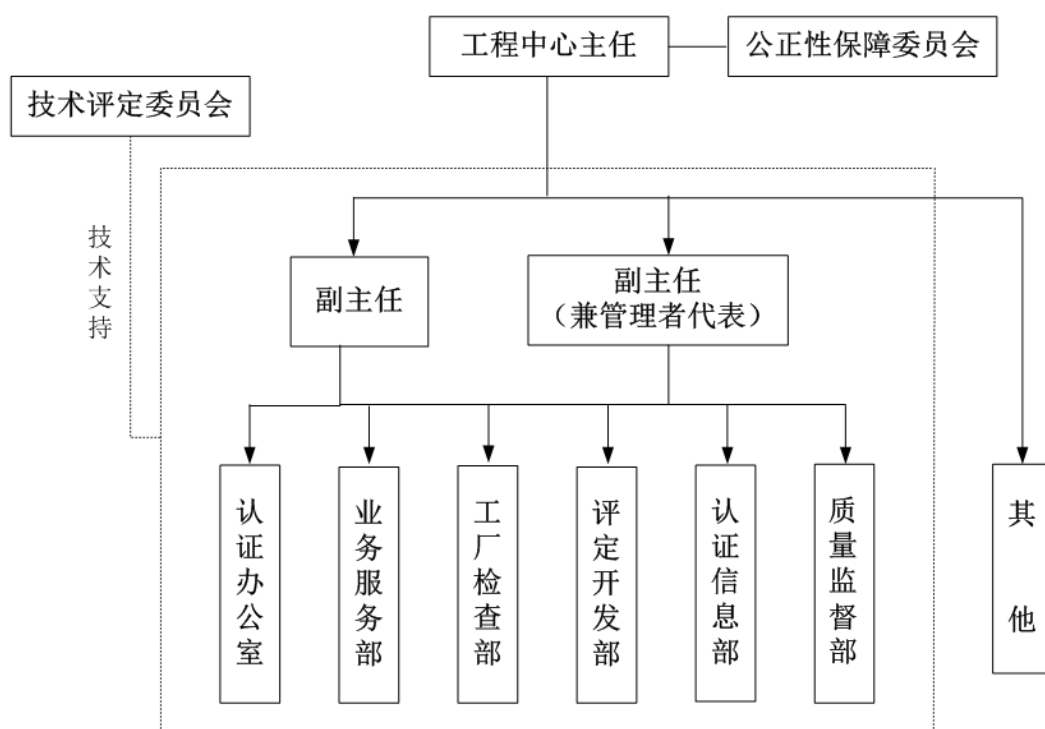 工程中心主任
公正性保障委员会
技术评定委员会
技术支持
副主任
副主任
（兼管理者代表）
认证办公室
业务服务部
工厂检查部
评定开发部
认证信息部
质量监督部
其他